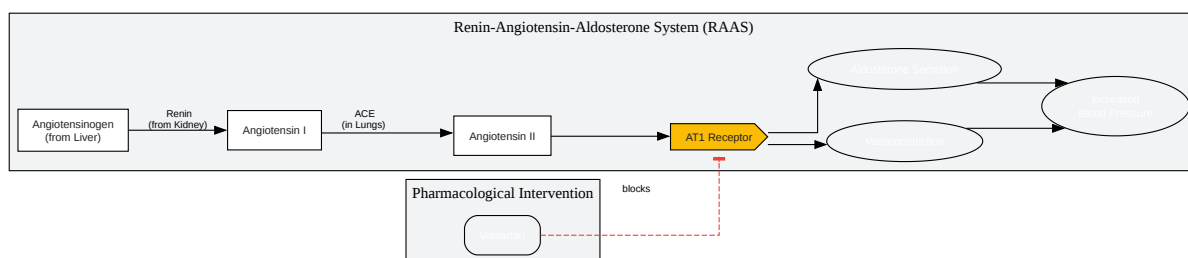 Renin-Angiotensin-Aldosterone System (RAAS)
Angiotensinogen
(from Liver)
Renin
(from Kidney)
Angiotensin I
ACE
(in Lungs)
Angiotensin II
AT1 Receptor
Aldosterone Secretion
Vasoconstriction
Increased
Blood Pressure
Pharmacological Intervention
Valsartan
blocks